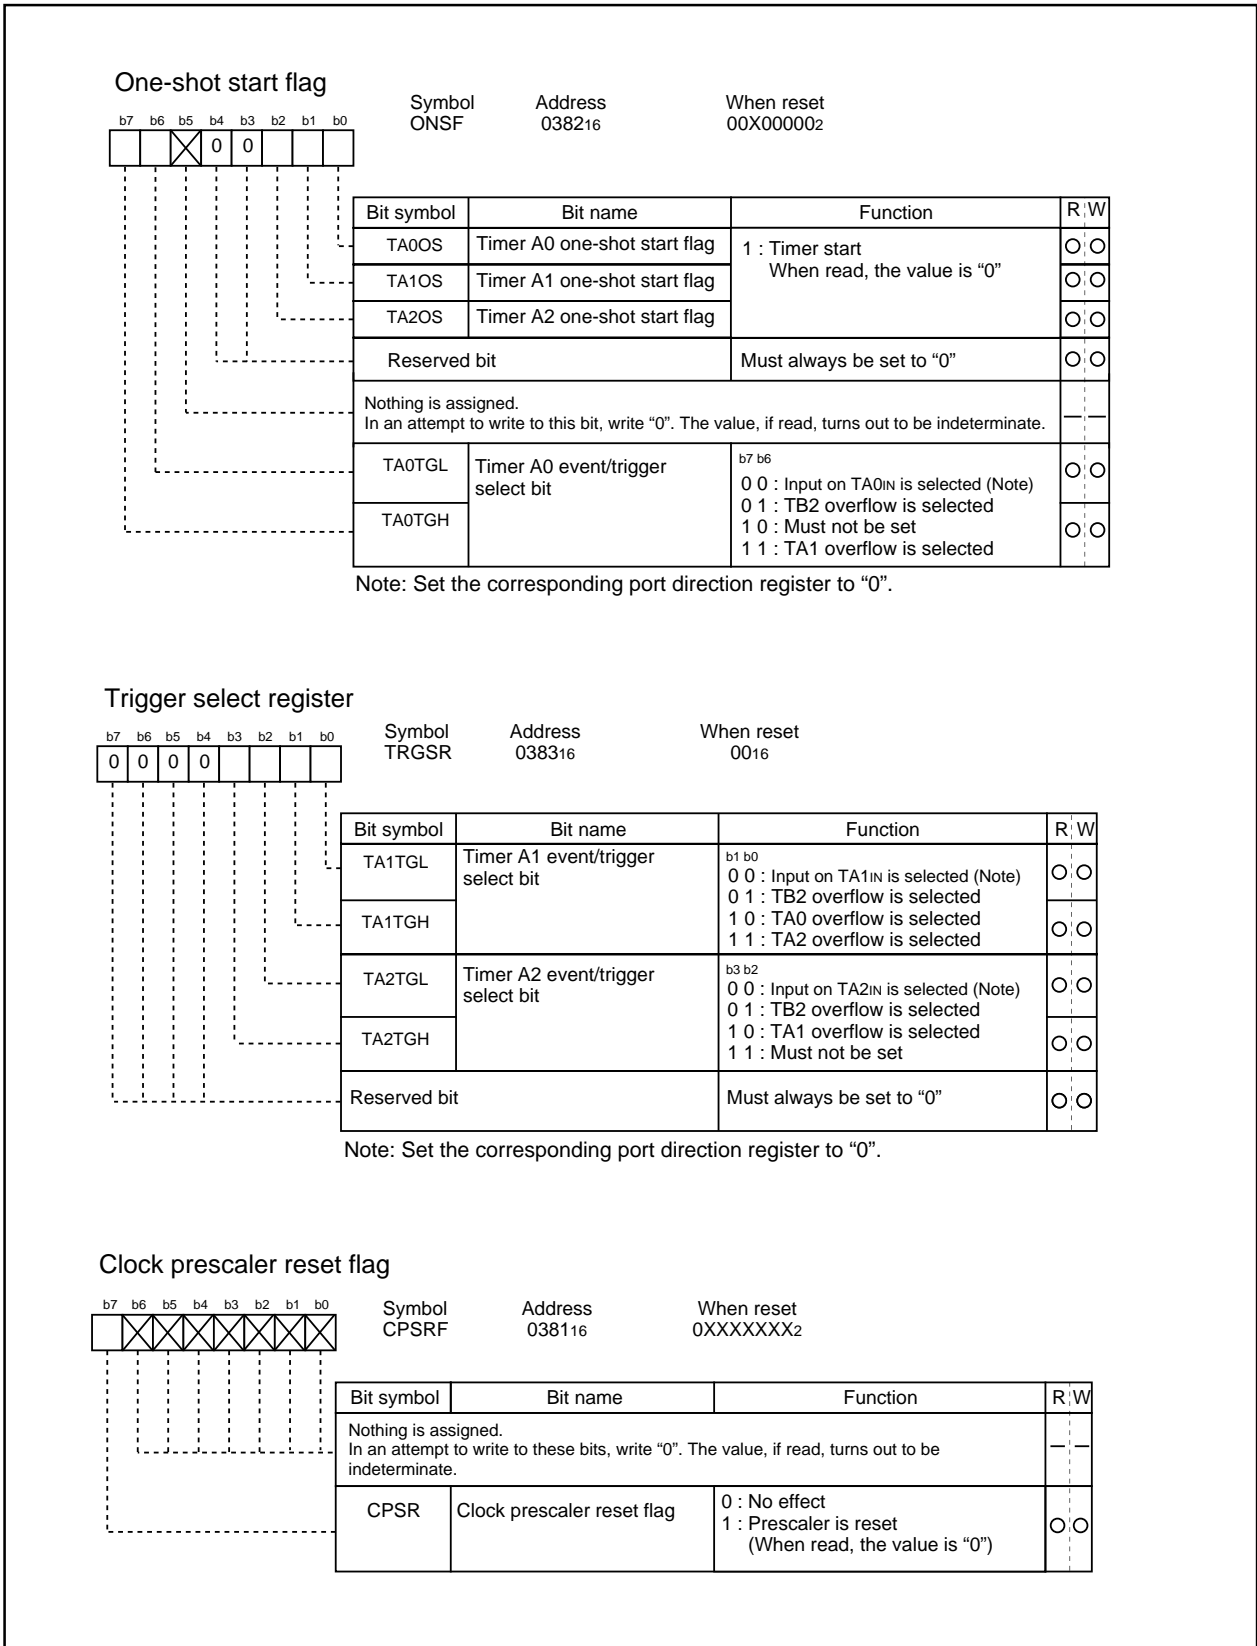 One-shot start flag
Symbol Address When reset
ONSF 038216 00X000002
b7 b6 b5 b4 b3 b2 b1 b0
0 0
Bit symbol Bit name Function R W
TA0OS Timer A0 one-shot start flag 1 : Timer start
When read, the value is “0”
TA1OS Timer A1 one-shot start flag
TA2OS Timer A2 one-shot start flag
Reserved bit Must always be set to “0”
Nothing is assigned.
In an attempt to write to this bit, write “0”. The value, if read, turns out to be indeterminate.
TA0TGL Timer A0 event/trigger
select bit
b7 b6
0 0 : Input on TA0IN is selected (Note)
0 1 : TB2 overflow is selected
TA0TGH 1 0 : Must not be set
1 1 : TA1 overflow is selected
Note: Set the corresponding port direction register to “0”.
Trigger select register
Symbol Address When reset
TRGSR 038316 0016
b7 b6 b5 b4 b3 b2 b1 b0
0 0 0 0
Bit symbol Bit name Function R W
TA1TGL Timer A1 event/trigger
select bit
b1 b0
0 0 : Input on TA1IN is selected (Note)
0 1 : TB2 overflow is selected
TA1TGH 1 0 : TA0 overflow is selected
1 1 : TA2 overflow is selected
TA2TGL Timer A2 event/trigger
select bit
b3 b2
0 0 : Input on TA2IN is selected (Note)
0 1 : TB2 overflow is selected
TA2TGH 1 0 : TA1 overflow is selected
1 1 : Must not be set
Reserved bit Must always be set to “0”
Note: Set the corresponding port direction register to “0”.
Clock prescaler reset flag
Symbol Address When reset
CPSRF 038116 0XXXXXXX2
b7 b6 b5 b4 b3 b2 b1 b0
Bit symbol Bit name Function R W
Nothing is assigned.
In an attempt to write to these bits, write “0”. The value, if read, turns out to be
indeterminate.
CPSR Clock prescaler reset flag 0 : No effect
1 : Prescaler is reset
(When read, the value is “0”)